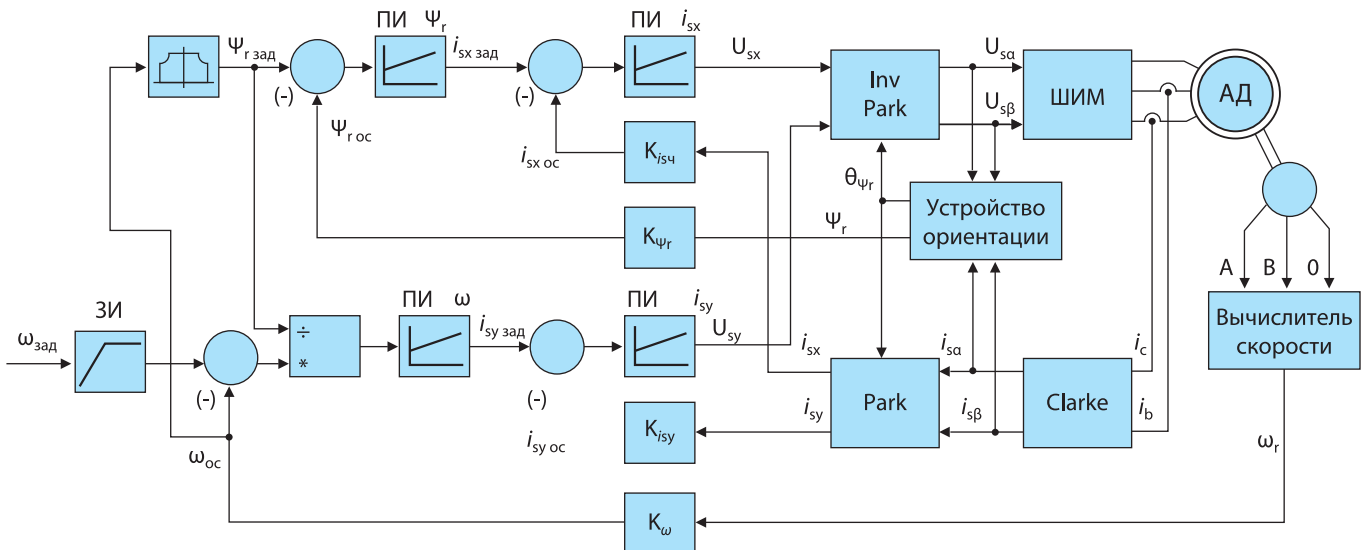 ПИ Ψr
ПИ isx
Ψr зад
isx зад
Usx
Usα
Inv Park
ШИМ
АД
(-)
(-)
Usβ
Ψr ос
isx ос
Kisч
θΨr
Ψr
Устройство ориентации
KΨr
A B 0
ЗИ
ПИ ω
ПИ isy
ωзад
÷
*
isy зад
Usy
isx
isα
ic
Вычислитель скорости
(-)
(-)
Park
Clarke
isy
isβ
ib
ωос
isy ос
Kisy
ωr
Kω